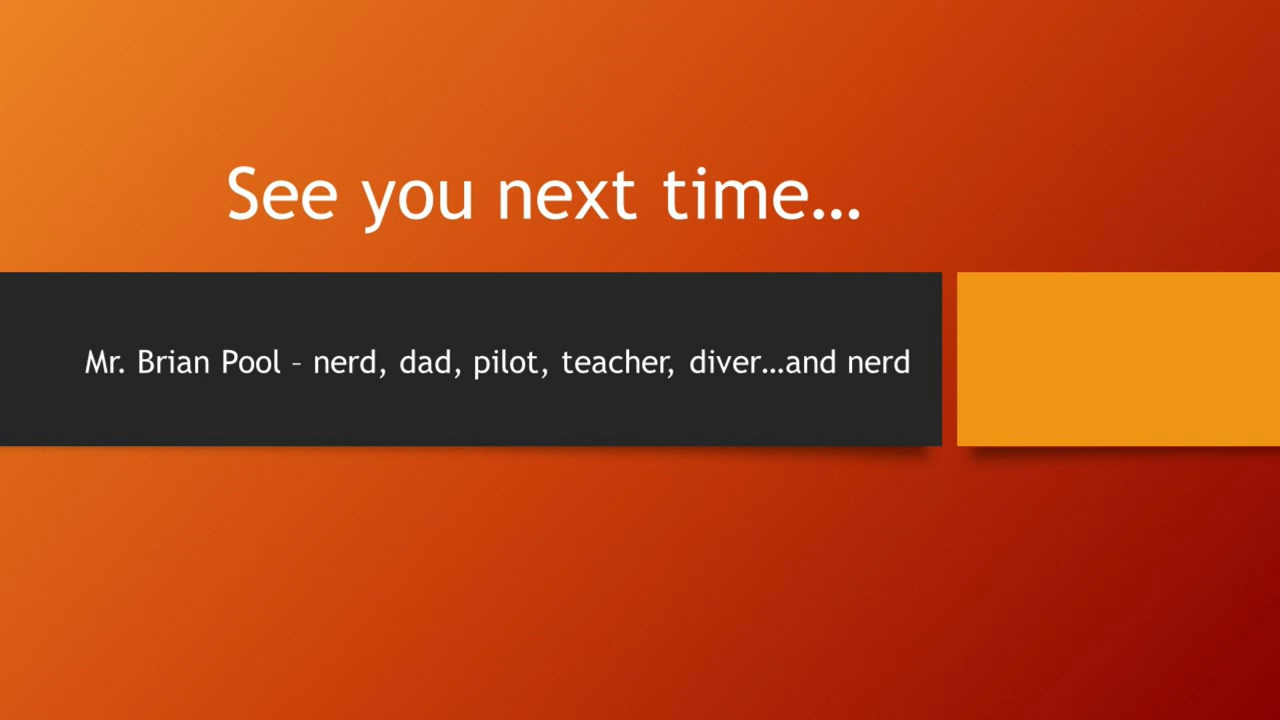 See you next time…
Mr. Brian Pool – nerd, dad, pilot, teacher, diver…and nerd